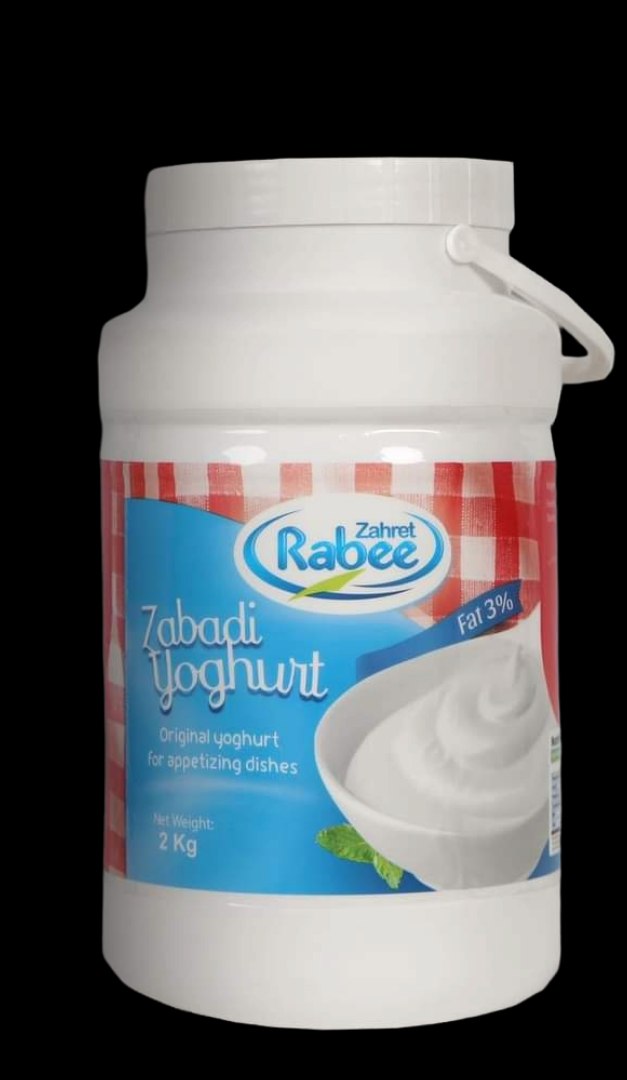 Zahret
Rabee
Fat 3%
Zabadi
Yoghurt
Original yoghurt
for appetizing dishes
Net Weight:
2 Kg